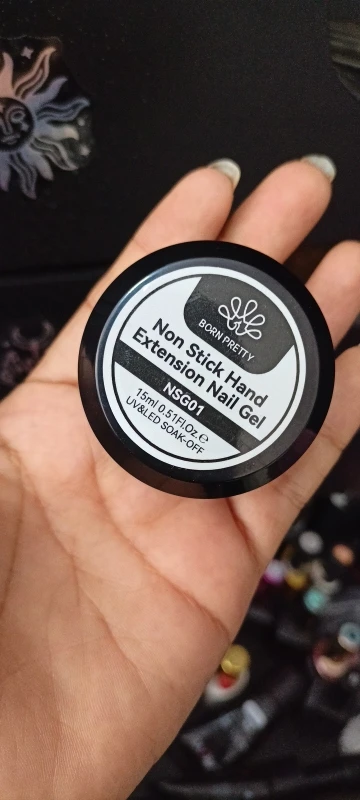 BORN PRETTY
Non Stick Hand
Extension Nail Gel
NSG01
15ml 0.51Fl.Oz.℮
UV&LED SOAK-OFF